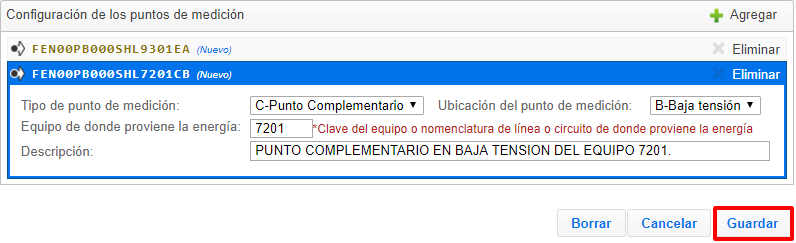 Configuración de los puntos de medición Agregar
FEN00PB000SHL9301EA (Nuevo) Eliminar
FEN00PB000SHL7201CB (Nuevo) Eliminar
Tipo de punto de medición: C-Punto Complementario Ubicación del punto de medición: B-Baja tensión
Equipo de donde proviene la energía: 7201 *Clave del equipo o nomenclatura de línea o circuito de donde proviene la energía
Descripción: PUNTO COMPLEMENTARIO EN BAJA TENSION DEL EQUIPO 7201.
Borrar Cancelar Guardar